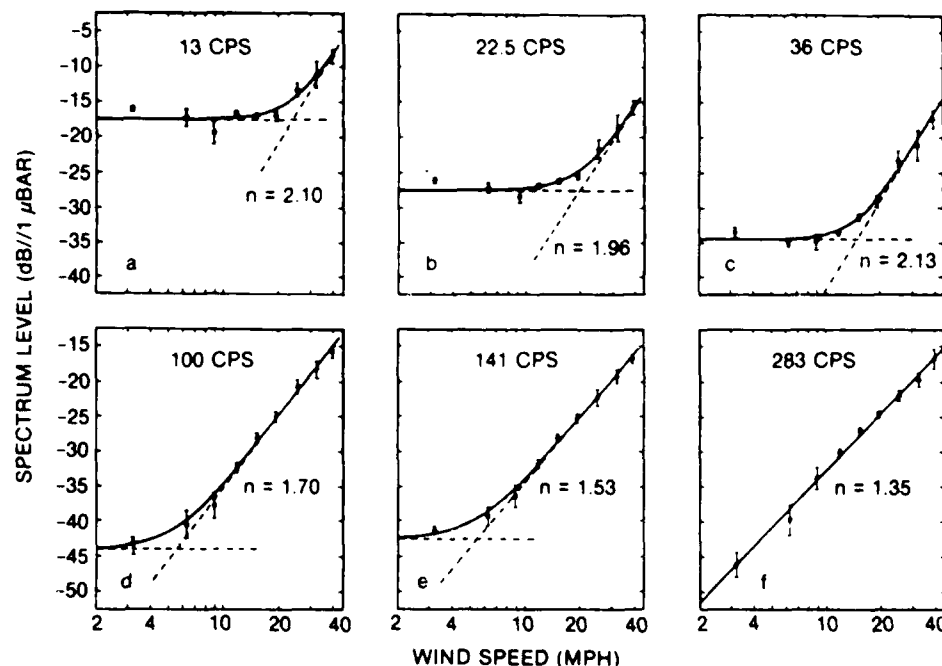 SPECTRUM LEVEL (dB//1 μBAR)
-5
-10
-15
-20
-25
-30
-35
-40
13 CPS
n = 2.10
a
22.5 CPS
n = 1.96
b
36 CPS
n = 2.13
c
-15
-20
-25
-30
-35
-40
-45
-50
100 CPS
n = 1.70
d
141 CPS
n = 1.53
e
283 CPS
n = 1.35
f
2 4 10 20 40
2 4 10 20 40
2 4 10 20 40
WIND SPEED (MPH)